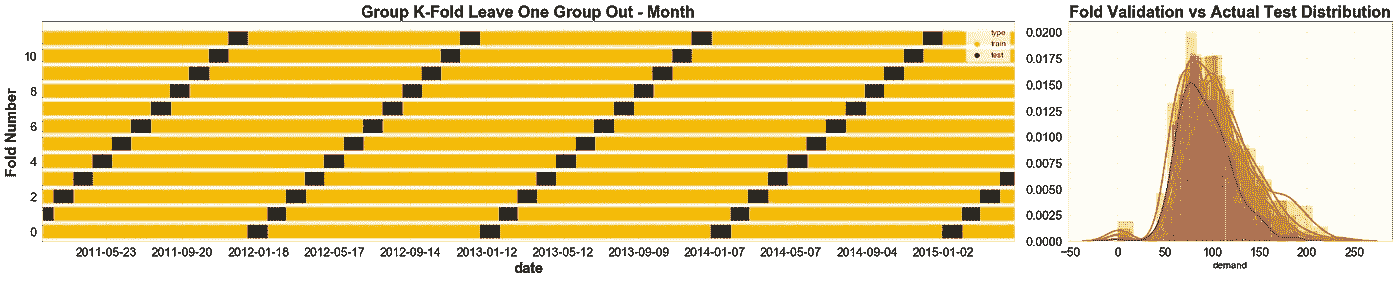 Group K-Fold Leave One Group Out - Month
type
train
test
10
8
6
4
2
0
Fold Number
2011-05-23 2011-09-20 2012-01-18 2012-05-17 2012-09-14 2013-01-12 2013-05-12 2013-09-09 2014-01-07 2014-05-07 2014-09-04 2015-01-02
date
Fold Validation vs Actual Test Distribution
0.0200
0.0175
0.0150
0.0125
0.0100
0.0075
0.0050
0.0025
0.0000
−50 0 50 100 150 200 250
demand